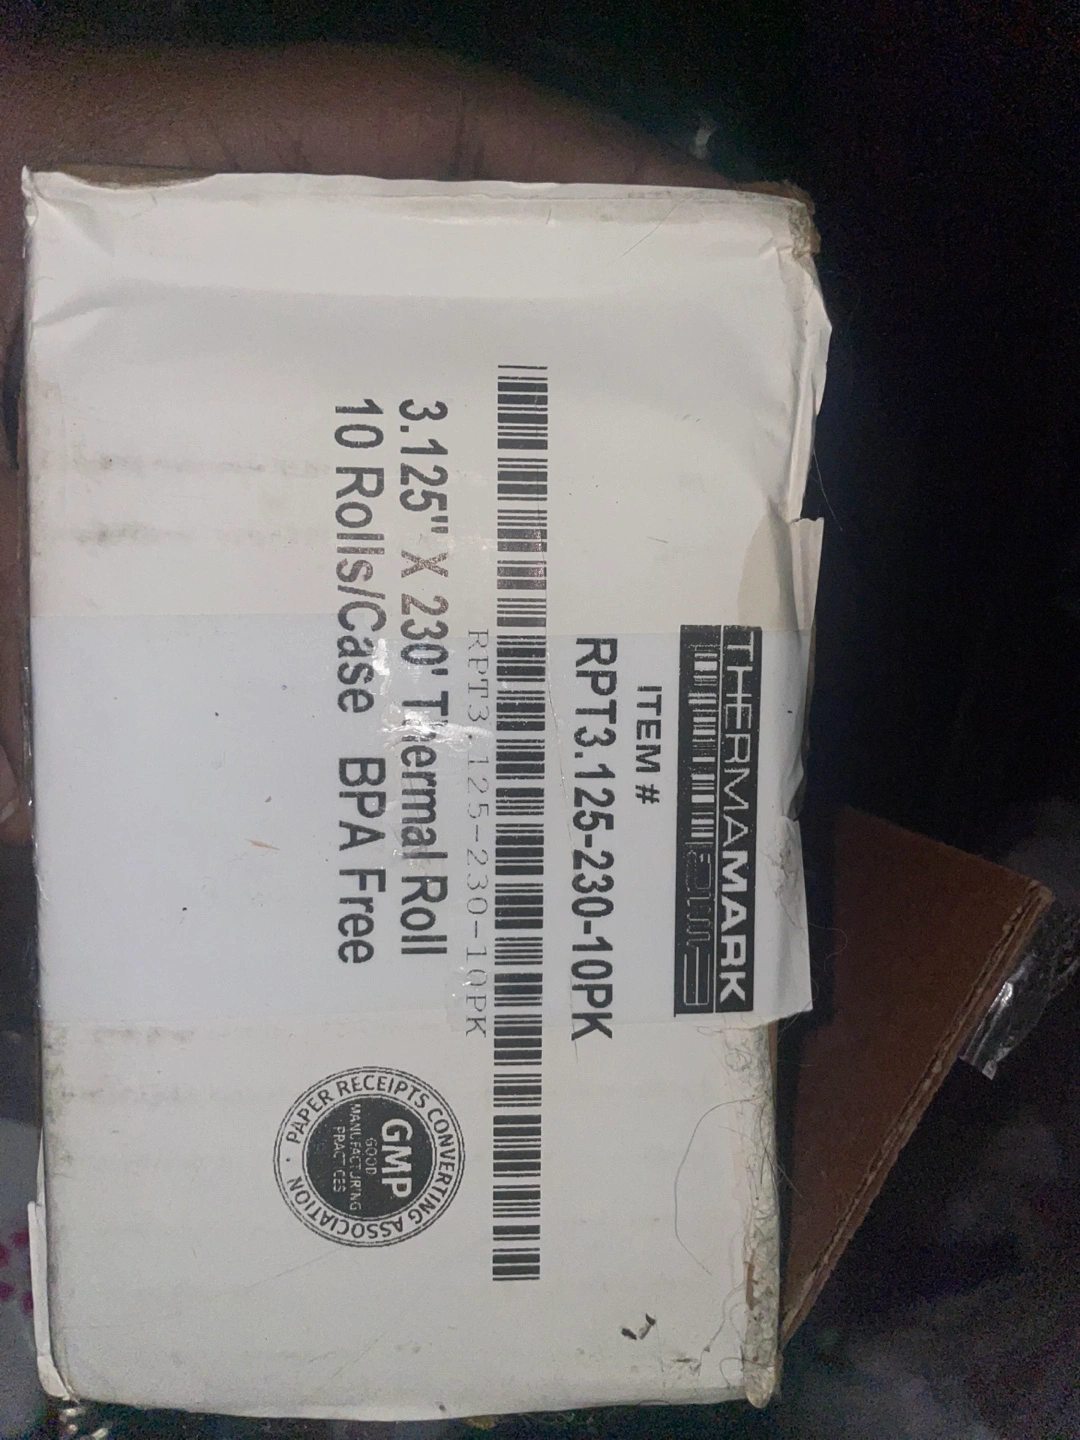 THERMAMARK
ITEM #
RPT3.125-230-10PK
RPT3.125-230-10PK
3.125" X 230' Thermal Roll
10 Rolls/Case BPA Free
PAPER RECEIPTS CONVERTING ASSOCIATION
GMP
GOOD
MANUFACTURING
PRACTICES